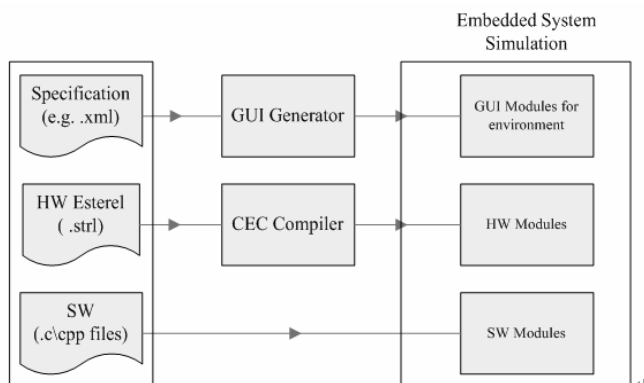 Embedded System
Simulation
Specification
(e.g. .xml)
GUI Generator
GUI Modules for
environment
HW Esterel
( .strl)
CEC Compiler
HW Modules
SW
(.c\cpp files)
SW Modules